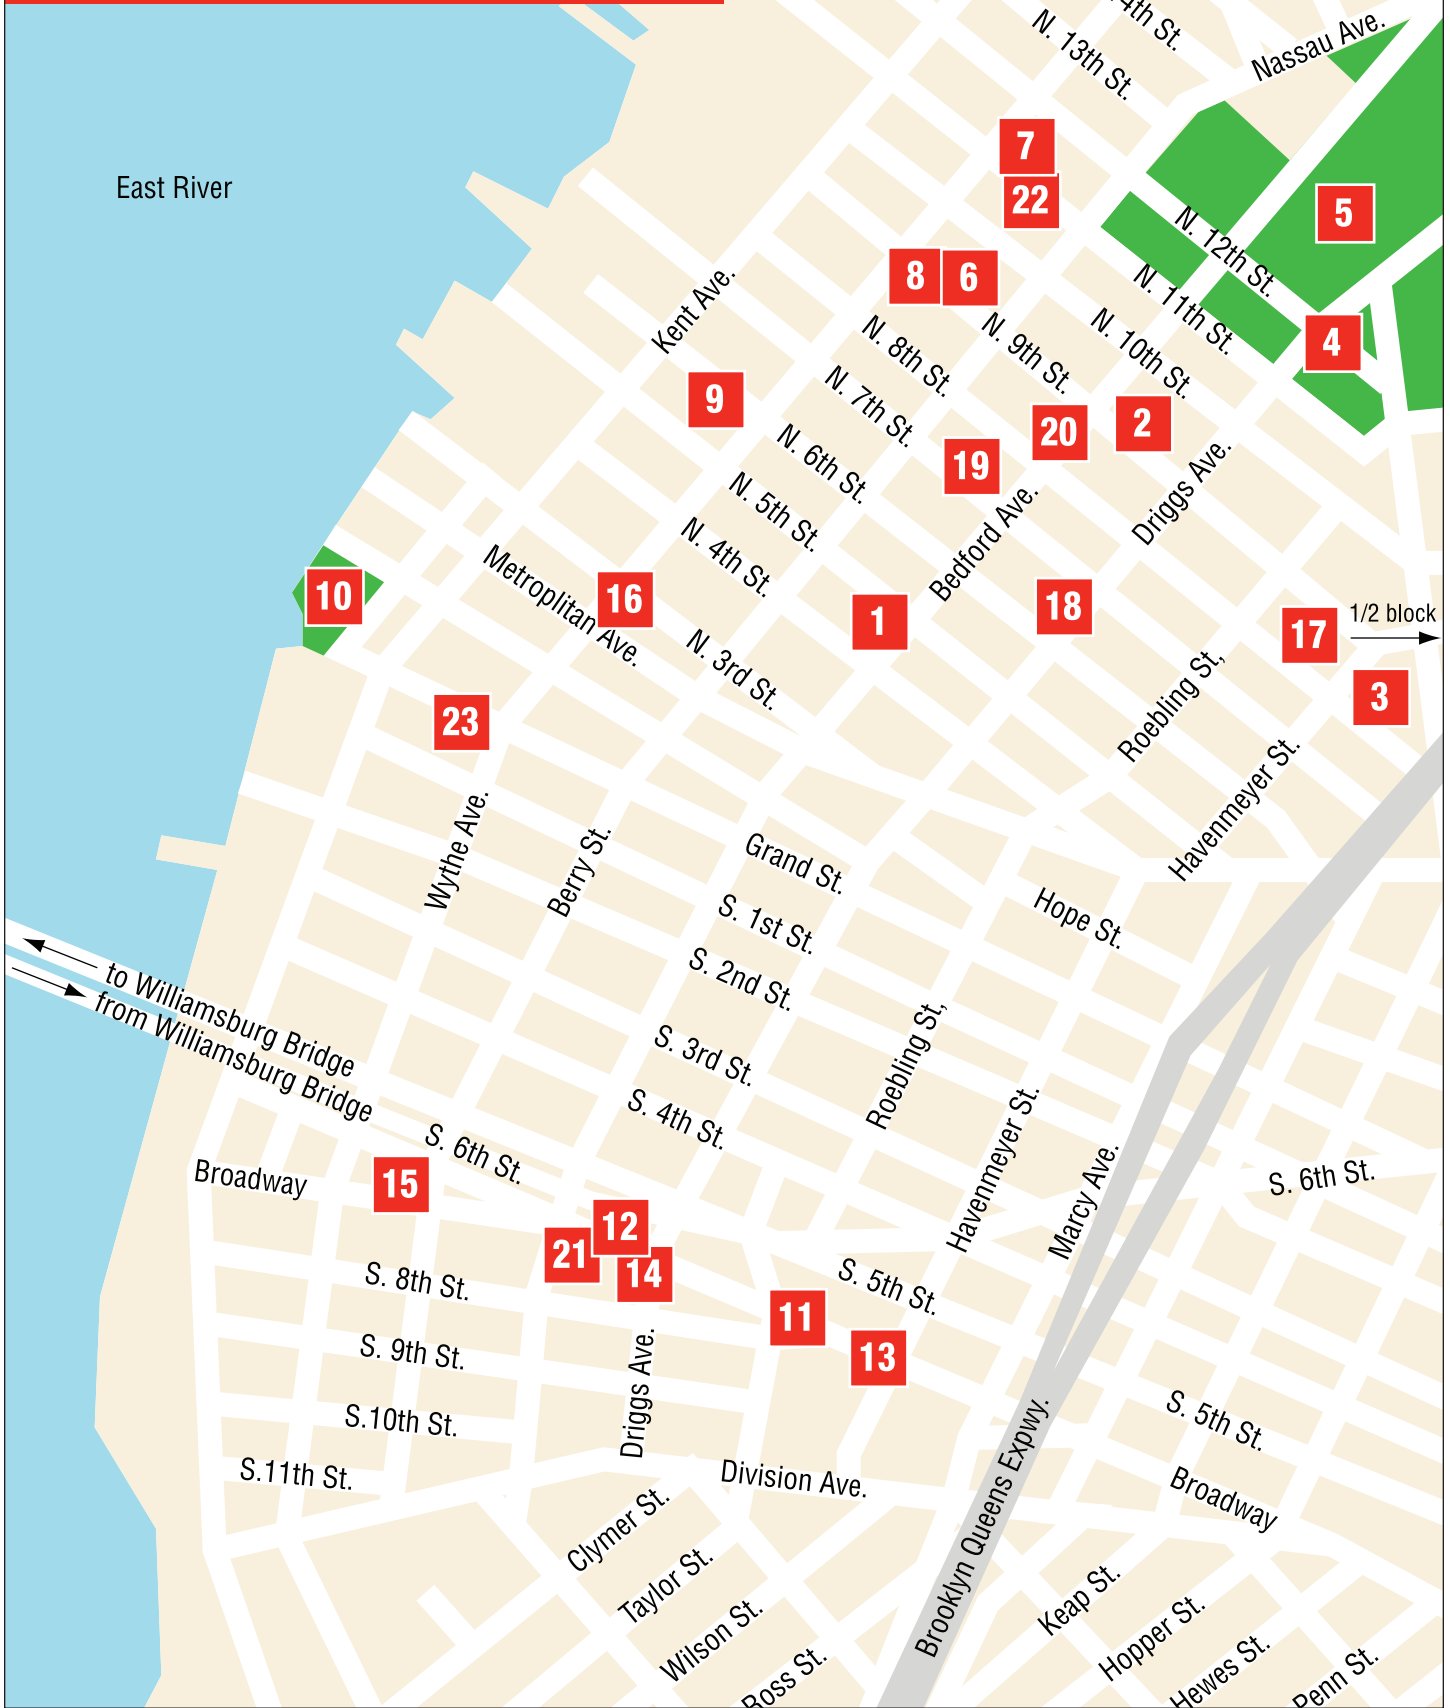 4th St.
N. 13th St.
Nassau Ave.
7
East River
22
5
N. 12th St.
8
6
N. 11th St.
Kent Ave.
N. 8th St.
N. 9th St.
N. 10th St.
4
9
N. 7th St.
20
2
N. 6th St.
19
Driggs Ave.
N. 5th St.
Bedford Ave.
N. 4th St.
10
Metroplitan Ave.
16
1
18
1/2 block
17
N. 3rd St.
Roebling St,
3
23
Havenmeyer St.
Wythe Ave.
Berry St.
Grand St.
S. 1st St.
Hope St.
S. 2nd St.
to Williamsburg Bridge
from Williamsburg Bridge
S. 3rd St.
Roebling St,
S. 4th St.
Havenmeyer St.
S. 6th St.
Marcy Ave.
Broadway
15
S. 6th St.
12
21
14
S. 8th St.
S. 5th St.
11
13
S. 9th St.
Driggs Ave.
S.10th St.
S. 5th St.
S.11th St.
Division Ave.
Broadway
Brooklyn Queens Expwy.
Clymer St.
Taylor St.
Keap St.
Wilson St.
Hopper St.
Ross St.
Hewes St.
Penn St.